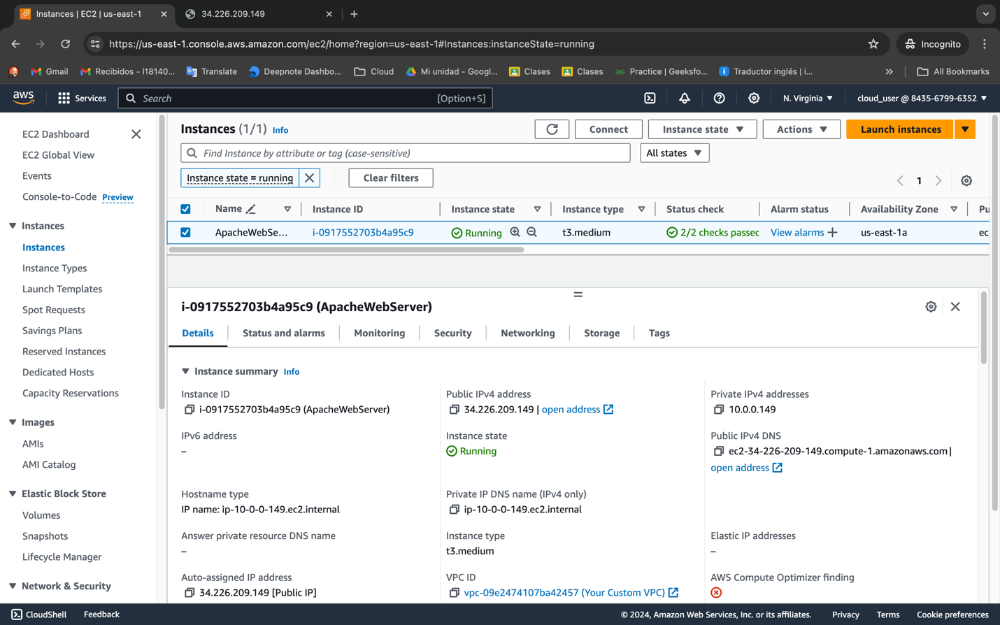 Instances | EC2 | us-east-1
34.226.209.149
https://us-east-1.console.aws.amazon.com/ec2/home?region=us-east-1#Instances:instanceState=running
Incognito
Gmail
Recibidos - l18140...
Translate
Deepnote Dashbo...
Cloud
Mi unidad - Googl...
Clases
Clases
Practice | Geeksfo...
Traductor inglés | i...
All Bookmarks
aws
Services
Search
[Option+S]
N. Virginia
cloud_user @ 8435-6799-6352
EC2 Dashboard
EC2 Global View
Events
Console-to-Code Preview
Instances
Instances
Instance Types
Launch Templates
Spot Requests
Savings Plans
Reserved Instances
Dedicated Hosts
Capacity Reservations
Images
AMIs
AMI Catalog
Elastic Block Store
Volumes
Snapshots
Lifecycle Manager
Network & Security
Instances (1/1) Info
Connect
Instance state
Actions
Launch instances
Find Instance by attribute or tag (case-sensitive)
All states
Instance state = running
Clear filters
1
Name
Instance ID
Instance state
Instance type
Status check
Alarm status
Availability Zone
Pu
ApacheWebSe...
i-0917552703b4a95c9
Running
t3.medium
2/2 checks passec
View alarms
us-east-1a
ec
i-0917552703b4a95c9 (ApacheWebServer)
Details
Status and alarms
Monitoring
Security
Networking
Storage
Tags
Instance summary Info
Instance ID
i-0917552703b4a95c9 (ApacheWebServer)
Public IPv4 address
34.226.209.149 | open address
Private IPv4 addresses
10.0.0.149
IPv6 address
–
Instance state
Running
Public IPv4 DNS
ec2-34-226-209-149.compute-1.amazonaws.com |
open address
Hostname type
IP name: ip-10-0-0-149.ec2.internal
Private IP DNS name (IPv4 only)
ip-10-0-0-149.ec2.internal
Answer private resource DNS name
–
Instance type
t3.medium
Elastic IP addresses
–
Auto-assigned IP address
34.226.209.149 [Public IP]
VPC ID
vpc-09e2474107ba42457 (Your Custom VPC)
AWS Compute Optimizer finding
CloudShell
Feedback
© 2024, Amazon Web Services, Inc. or its affiliates.
Privacy
Terms
Cookie preferences